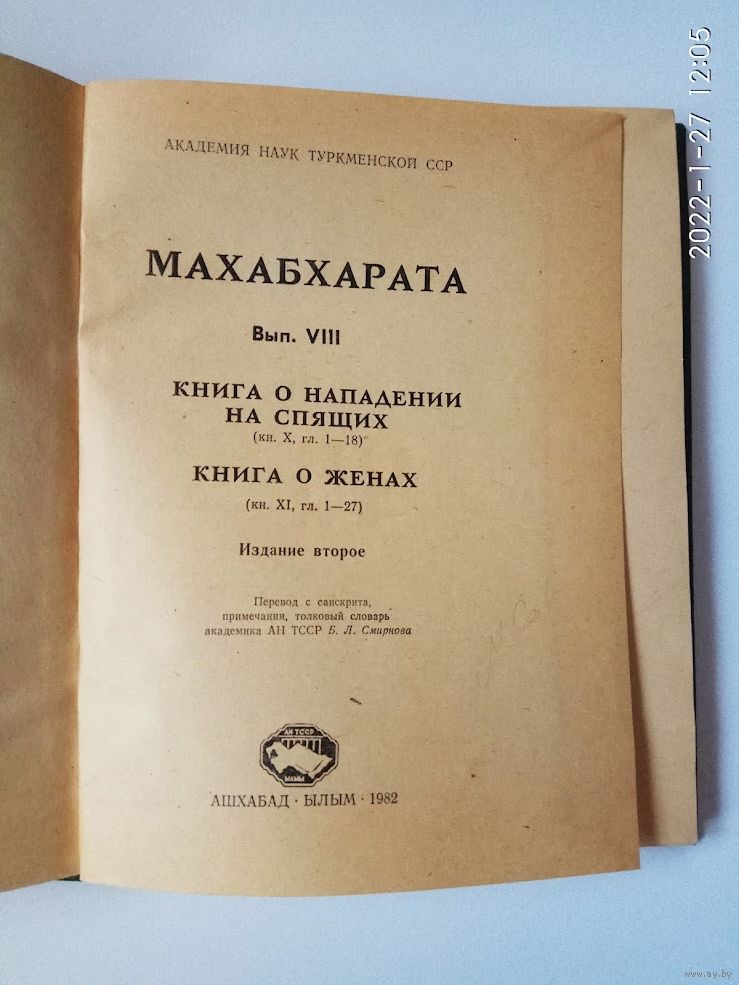 АКАДЕМИЯ НАУК ТУРКМЕНСКОЙ ССР
МАХАБХАРАТА
Вып. VIII
КНИГА О НАПАДЕНИИ
НА СПЯЩИХ
(кн. X, гл. 1—18)
КНИГА О ЖЕНАХ
(кн. XI, гл. 1—27)
Издание второе
Перевод с санскрита,
примечания, толковый словарь
академика АН ТССР Б. Л. Смирнова
АН ТССР
ЫЛЫМ
АШХАБАД · ЫЛЫМ · 1982
2022-1-27 12:05
www.ay.by